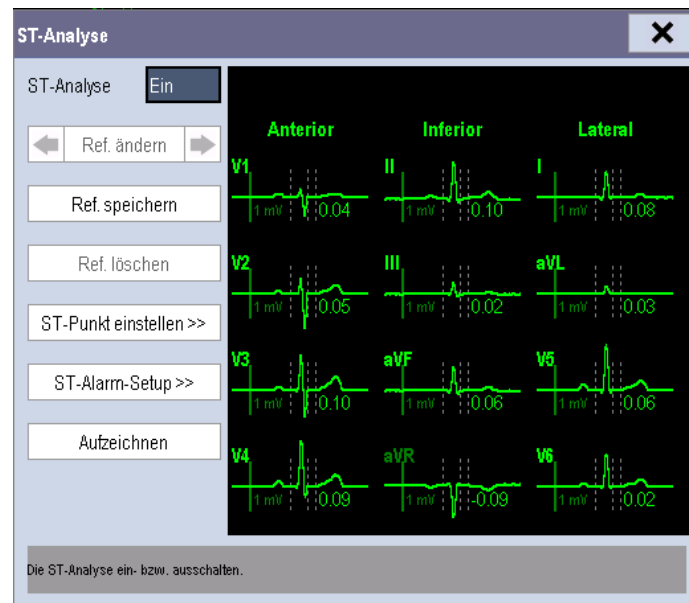 ST-Analyse
ST-Analyse Ein
Ref. ändern
Ref. speichern
Ref. löschen
ST-Punkt einstellen >>
ST-Alarm-Setup >>
Aufzeichnen
Anterior Inferior Lateral
V1 II I
1 mV 0.04 1 mV 0.10 1 mV 0.08
V2 III aVL
1 mV 0.05 1 mV 0.02 1 mV 0.03
V3 aVF V5
1 mV 0.10 1 mV 0.06 1 mV 0.06
V4 aVR V6
1 mV 0.09 1 mV -0.09 1 mV 0.02
Die ST-Analyse ein- bzw. ausschalten.